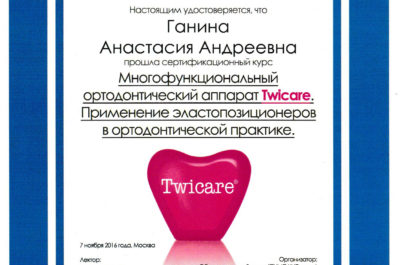 Настоящим удостоверяется, что
Ганина
Анастасия Андреевна
прошла сертификационный курс
Многофункциональный
ортодонтический аппарат Twicare.
Применение эластопозиционеров
в ортодонтической практике.
Twicare®
7 ноября 2016 года, Москва
Лектор:
Организатор: